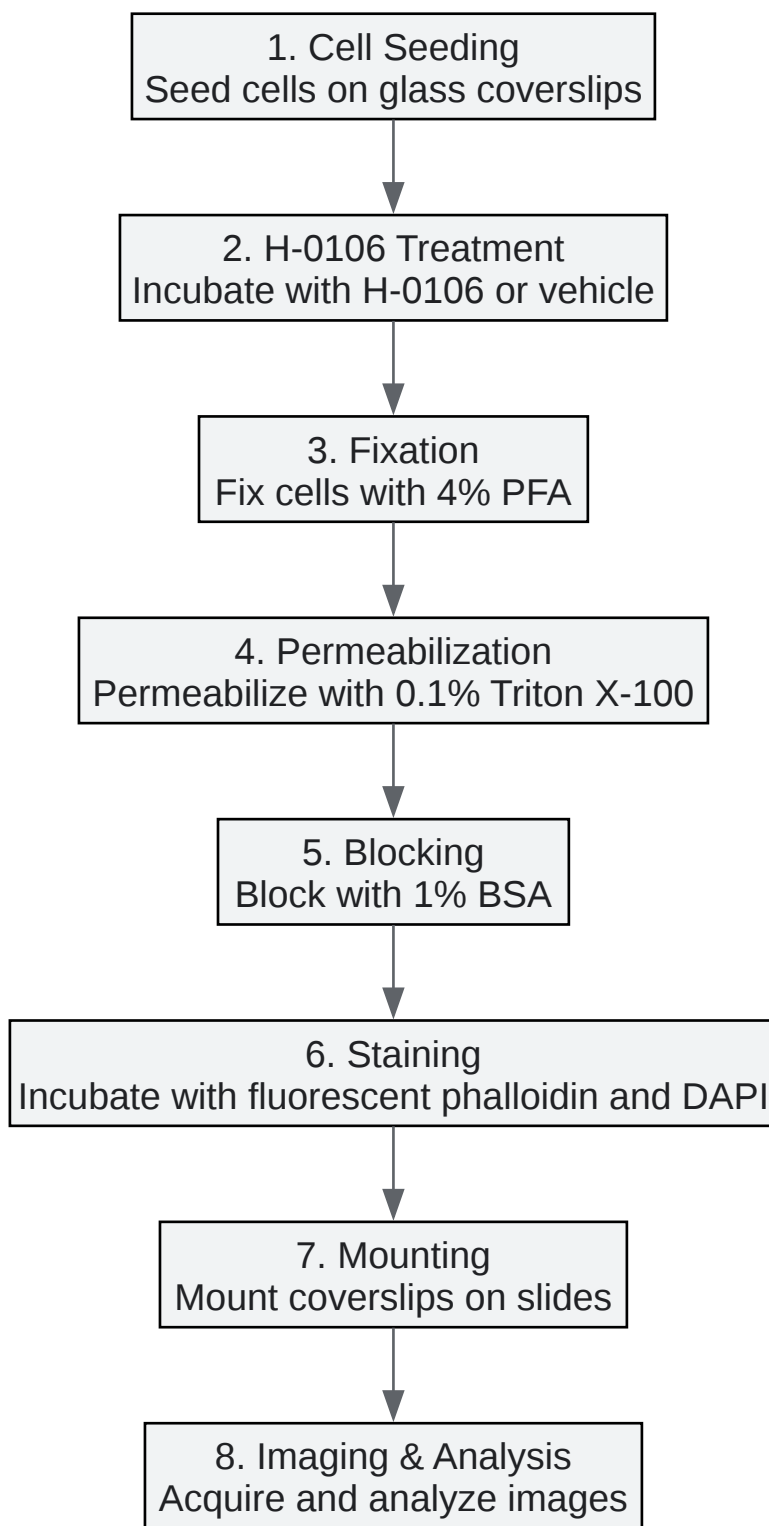 1. Cell Seeding
Seed cells on glass coverslips
2. H-0106 Treatment
Incubate with H-0106 or vehicle
3. Fixation
Fix cells with 4% PFA
4. Permeabilization
Permeabilize with 0.1% Triton X-100
5. Blocking
Block with 1% BSA
6. Staining
Incubate with fluorescent phalloidin and DAPI
7. Mounting
Mount coverslips on slides
8. Imaging & Analysis
Acquire and analyze images